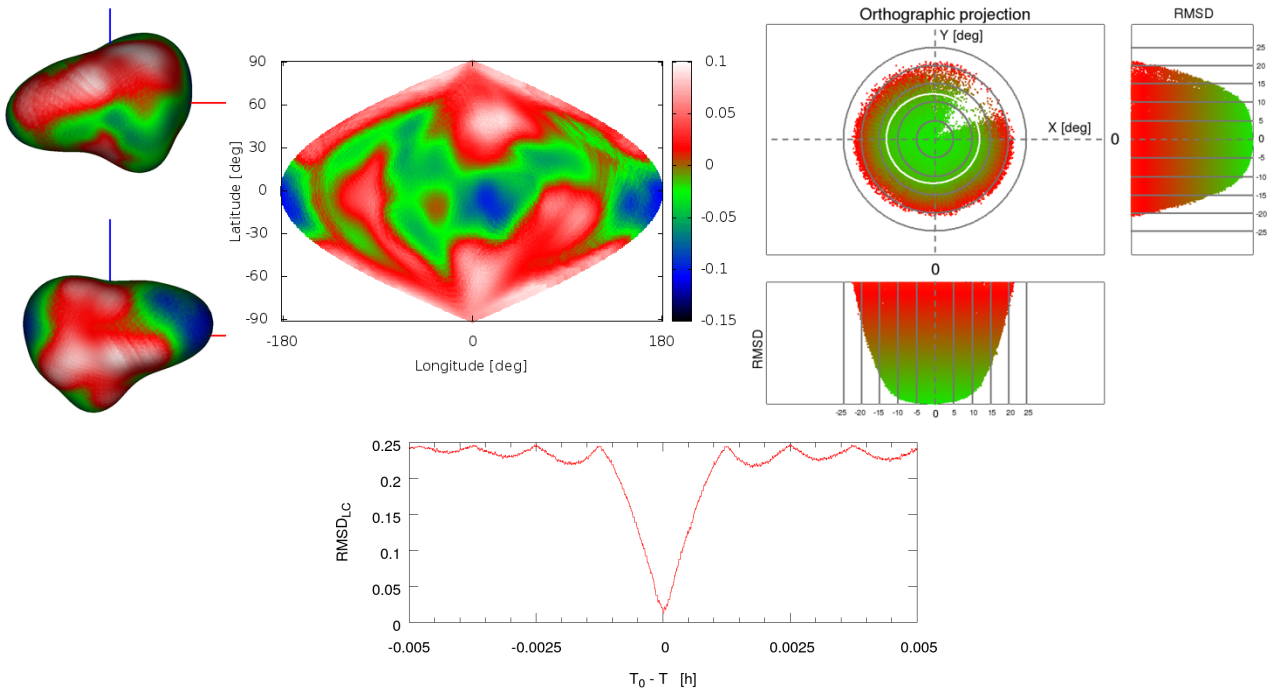 Orthographic projection
RMSD
Y [deg]
X [deg]
0
25
20
15
10
5
0
-5
-10
-15
-20
-25
0
RMSD
-25 -20 -15 -10 -5 0 5 10 15 20 25
90
60
30
0
-30
-60
-90
Latitude [deg]
-180 0 180
Longitude [deg]
0.1
0.05
0
-0.05
-0.1
-0.15
0.25
0.2
0.15
0.1
0.05
0
RMSD_LC
-0.005 -0.0025 0 0.0025 0.005
T0 - T [h]